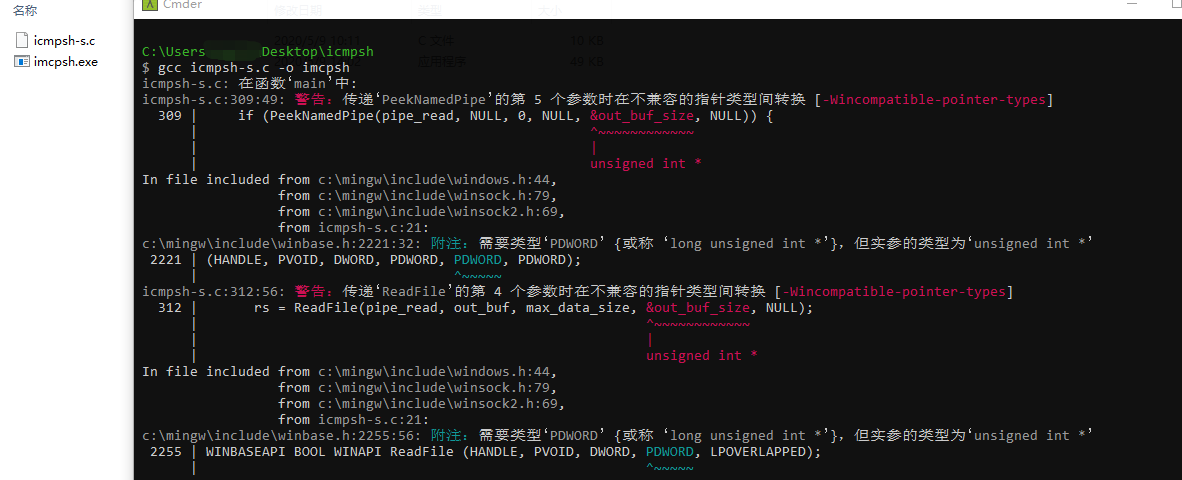 名称
icmpsh-s.c
imcpsh.exe
Cmder
C:\Users Desktop\icmpsh
$ gcc icmpsh-s.c -o imcpsh
icmpsh-s.c: 在函数‘main’中:
icmpsh-s.c:309:49: 警告：传递‘PeekNamedPipe’的第 5 个参数时在不兼容的指针类型间转换 [-Wincompatible-pointer-types]
309 |     if (PeekNamedPipe(pipe_read, NULL, 0, NULL, &out_buf_size, NULL)) {
| ^~~~~~~~~~~~~
| |
| unsigned int *
In file included from c:\mingw\include\windows.h:44,
from c:\mingw\include\winsock.h:79,
from c:\mingw\include\winsock2.h:69,
from icmpsh-s.c:21:
c:\mingw\include\winbase.h:2221:32: 附注：需要类型‘PDWORD’ {或称 ‘long unsigned int *’}，但实参的类型为‘unsigned int *’
2221 | (HANDLE, PVOID, DWORD, PDWORD, PDWORD, PDWORD);
| ^~~~~~
icmpsh-s.c:312:56: 警告：传递‘ReadFile’的第 4 个参数时在不兼容的指针类型间转换 [-Wincompatible-pointer-types]
312 |       rs = ReadFile(pipe_read, out_buf, max_data_size, &out_buf_size, NULL);
| ^~~~~~~~~~~~~
| |
| unsigned int *
In file included from c:\mingw\include\windows.h:44,
from c:\mingw\include\winsock.h:79,
from c:\mingw\include\winsock2.h:69,
from icmpsh-s.c:21:
c:\mingw\include\winbase.h:2255:56: 附注：需要类型‘PDWORD’ {或称 ‘long unsigned int *’}，但实参的类型为‘unsigned int *’
2255 | WINBASEAPI BOOL WINAPI ReadFile (HANDLE, PVOID, DWORD, PDWORD, LPOVERLAPPED);
| ^~~~~~